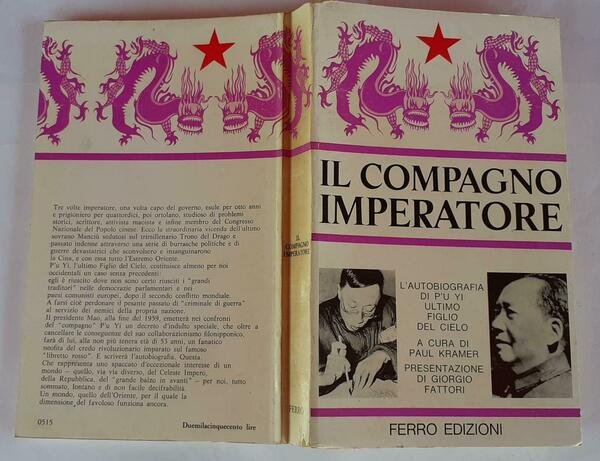 Tre volte imperatore, una volta capo del governo, esule per otto anni
e prigioniero per quattordici, poi ortolano, studioso di problemi
storici, scrittore, attivista maoista e infine membro del Congresso
Nazionale del Popolo cinese. Ecco la straordinaria vicenda dell'ultimo
sovrano Manciù sedutosi sul trimillenario Trono del Drago e
passato indenne attraverso una serie di burrasche politiche e di
guerre devastatrici che sconvolsero e insanguinarono
la Cina, e con essa tutto l'Estremo Oriente.
P'u Yi, l'ultimo Figlio del Cielo, costituisce almeno per noi
occidentali un caso senza precedenti:
egli è riuscito dove non sono certo riusciti i "grandi
traditori" nelle democrazie parlamentari e nei
paesi comunisti europei, dopo il secondo conflitto mondiale.
A farsi cioè perdonare il passato di "criminale di guerra"
al servizio dei nemici della propria nazione.
Il presidente Mao, alla fine del 1959, emetterà nei confronti
del "compagno" P'u Yi un decreto d'indulto speciale, che oltre a
cancellare le conseguenze del suo collaborazionismo filonipponico,
farà di lui, alla non più tenera età di 53 anni, un fanatico
neofita del credo rivoluzionario imparato sul famoso
"libretto rosso". E scriverà l'autobiografia. Questa.
Che rappresenta uno spaccato d'eccezionale interesse di un
mondo - quello, via via diverso, del Celeste Impero,
della Repubblica, del "grande balzo in avanti" - per noi, tutto
sommato, lontano e di non facile decifrabilità.
Un mondo, quello dell'Oriente, per il quale la
dimensione del favoloso funziona ancora.
0515
Duemilacinquecento lire
IL
COMPAGNO
IMPERATORE
FERRO
IL COMPAGNO
IMPERATORE
L'AUTOBIOGRAFIA
DI P'U YI
ULTIMO
FIGLIO
DEL CIELO
A CURA DI
PAUL KRAMER
PRESENTAZIONE
DI GIORGIO
FATTORI
FERRO EDIZIONI